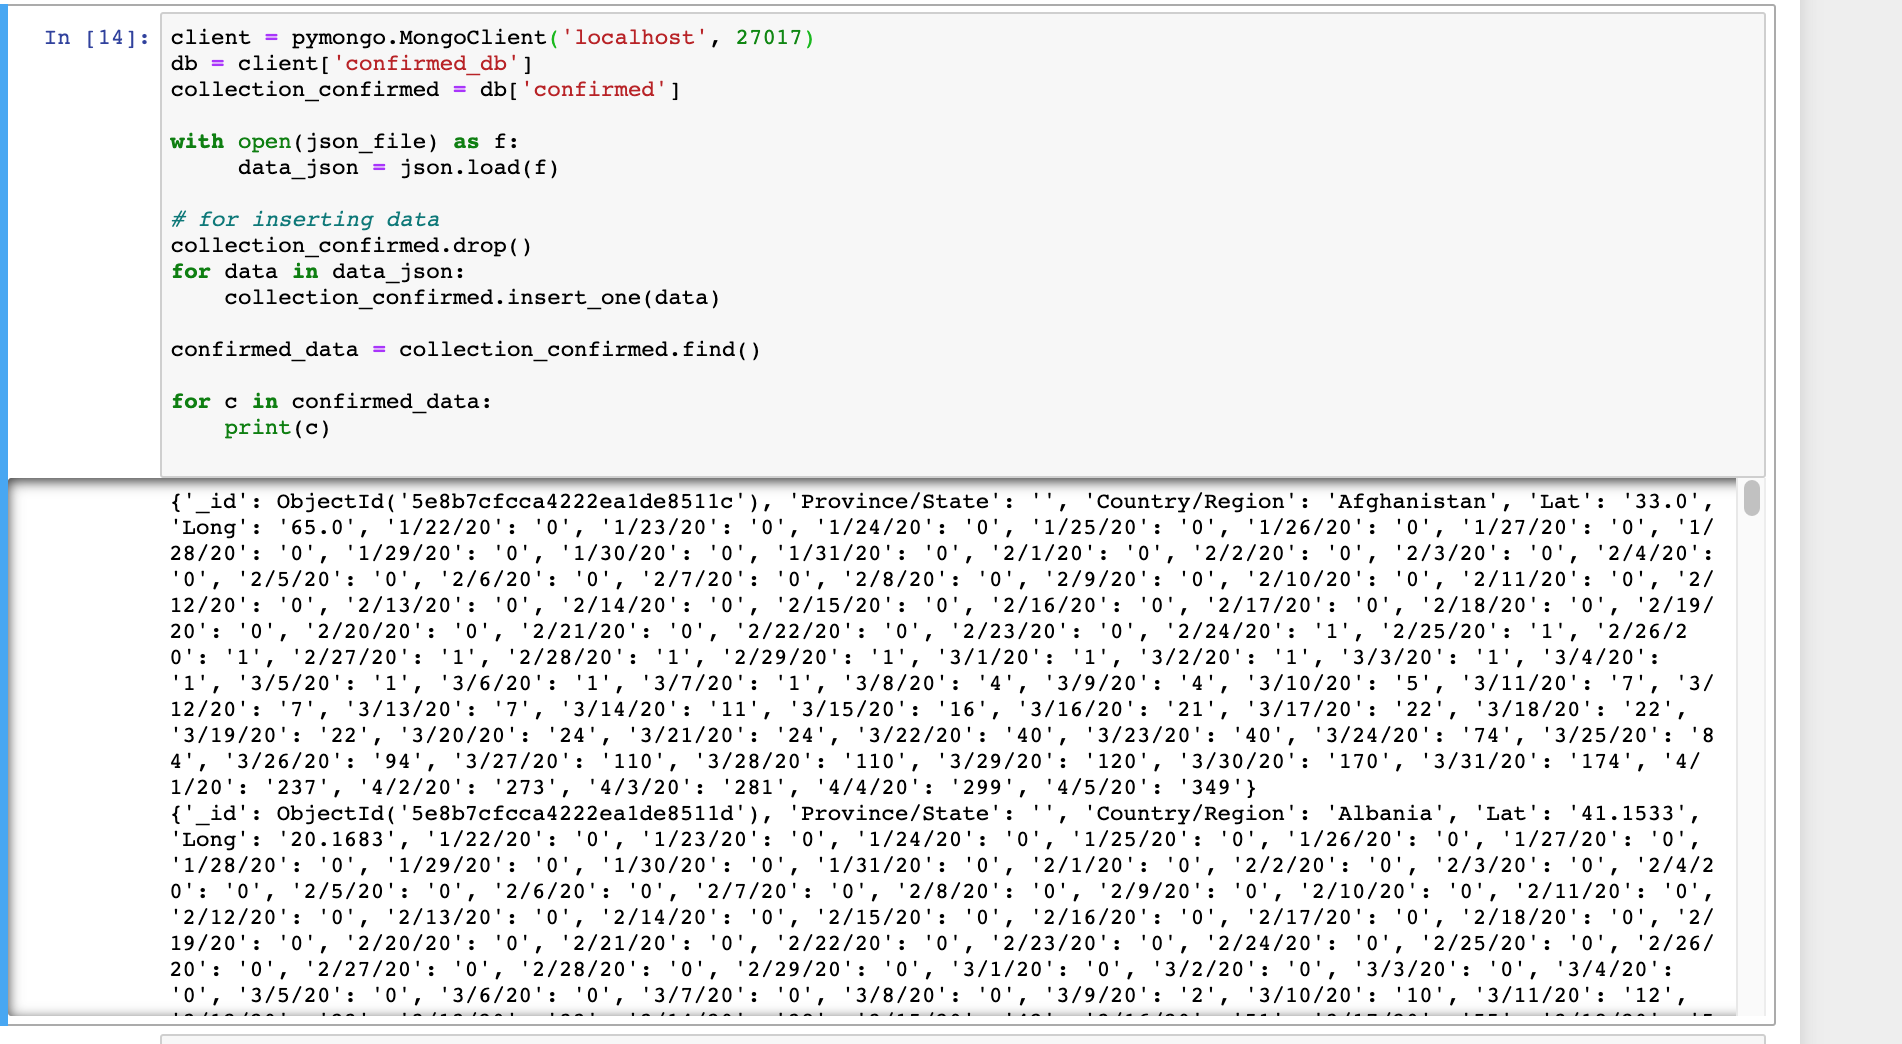 In [14]:
client = pymongo.MongoClient('localhost', 27017)
db = client['confirmed_db']
collection_confirmed = db['confirmed']
with open(json_file) as f:
data_json = json.load(f)
# for inserting data
collection_confirmed.drop()
for data in data_json:
collection_confirmed.insert_one(data)
confirmed_data = collection_confirmed.find()
for c in confirmed_data:
print(c)
{'_id': ObjectId('5e8b7cfcca4222ea1de8511c'), 'Province/State': '', 'Country/Region': 'Afghanistan', 'Lat': '33.0',
'Long': '65.0', '1/22/20': '0', '1/23/20': '0', '1/24/20': '0', '1/25/20': '0', '1/26/20': '0', '1/27/20': '0', '1/
28/20': '0', '1/29/20': '0', '1/30/20': '0', '1/31/20': '0', '2/1/20': '0', '2/2/20': '0', '2/3/20': '0', '2/4/20':
'0', '2/5/20': '0', '2/6/20': '0', '2/7/20': '0', '2/8/20': '0', '2/9/20': '0', '2/10/20': '0', '2/11/20': '0', '2/
12/20': '0', '2/13/20': '0', '2/14/20': '0', '2/15/20': '0', '2/16/20': '0', '2/17/20': '0', '2/18/20': '0', '2/19/
20': '0', '2/20/20': '0', '2/21/20': '0', '2/22/20': '0', '2/23/20': '0', '2/24/20': '1', '2/25/20': '1', '2/26/2
0': '1', '2/27/20': '1', '2/28/20': '1', '2/29/20': '1', '3/1/20': '1', '3/2/20': '1', '3/3/20': '1', '3/4/20':
'1', '3/5/20': '1', '3/6/20': '1', '3/7/20': '1', '3/8/20': '4', '3/9/20': '4', '3/10/20': '5', '3/11/20': '7', '3/
12/20': '7', '3/13/20': '7', '3/14/20': '11', '3/15/20': '16', '3/16/20': '21', '3/17/20': '22', '3/18/20': '22',
'3/19/20': '22', '3/20/20': '24', '3/21/20': '24', '3/22/20': '40', '3/23/20': '40', '3/24/20': '74', '3/25/20': '8
4', '3/26/20': '94', '3/27/20': '110', '3/28/20': '110', '3/29/20': '120', '3/30/20': '170', '3/31/20': '174', '4/
1/20': '237', '4/2/20': '273', '4/3/20': '281', '4/4/20': '299', '4/5/20': '349'}
{'_id': ObjectId('5e8b7cfcca4222ea1de8511d'), 'Province/State': '', 'Country/Region': 'Albania', 'Lat': '41.1533',
'Long': '20.1683', '1/22/20': '0', '1/23/20': '0', '1/24/20': '0', '1/25/20': '0', '1/26/20': '0', '1/27/20': '0',
'1/28/20': '0', '1/29/20': '0', '1/30/20': '0', '1/31/20': '0', '2/1/20': '0', '2/2/20': '0', '2/3/20': '0', '2/4/2
0': '0', '2/5/20': '0', '2/6/20': '0', '2/7/20': '0', '2/8/20': '0', '2/9/20': '0', '2/10/20': '0', '2/11/20': '0',
'2/12/20': '0', '2/13/20': '0', '2/14/20': '0', '2/15/20': '0', '2/16/20': '0', '2/17/20': '0', '2/18/20': '0', '2/
19/20': '0', '2/20/20': '0', '2/21/20': '0', '2/22/20': '0', '2/23/20': '0', '2/24/20': '0', '2/25/20': '0', '2/26/
20': '0', '2/27/20': '0', '2/28/20': '0', '2/29/20': '0', '3/1/20': '0', '3/2/20': '0', '3/3/20': '0', '3/4/20':
'0', '3/5/20': '0', '3/6/20': '0', '3/7/20': '0', '3/8/20': '0', '3/9/20': '2', '3/10/20': '10', '3/11/20': '12',